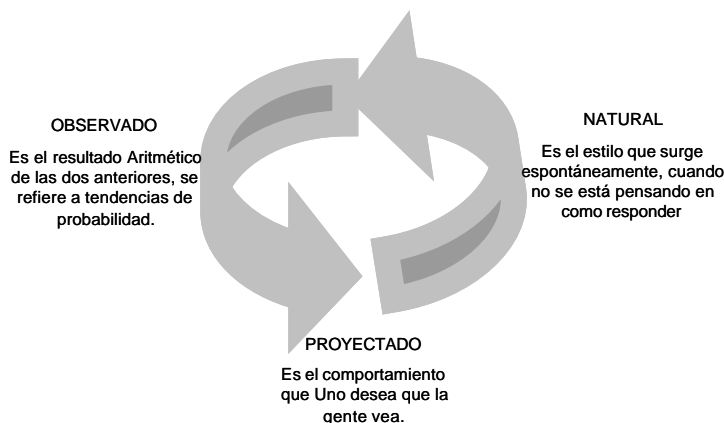 OBSERVADO
Es el resultado Aritmético
de las dos anteriores, se
refiere a tendencias de
probabilidad.
NATURAL
Es el estilo que surge
espontáneamente, cuando
no se está pensando en
como responder
PROYECTADO
Es el comportamiento
que Uno desea que la
gente vea.